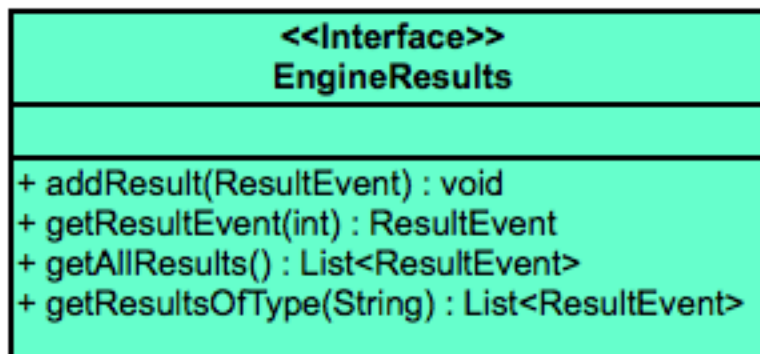 <<Interface>>
EngineResults
+ addResult(ResultEvent) : void
+ getResultEvent(int) : ResultEvent
+ getAllResults() : List<ResultEvent>
+ getResultsOfType(String) : List<ResultEvent>